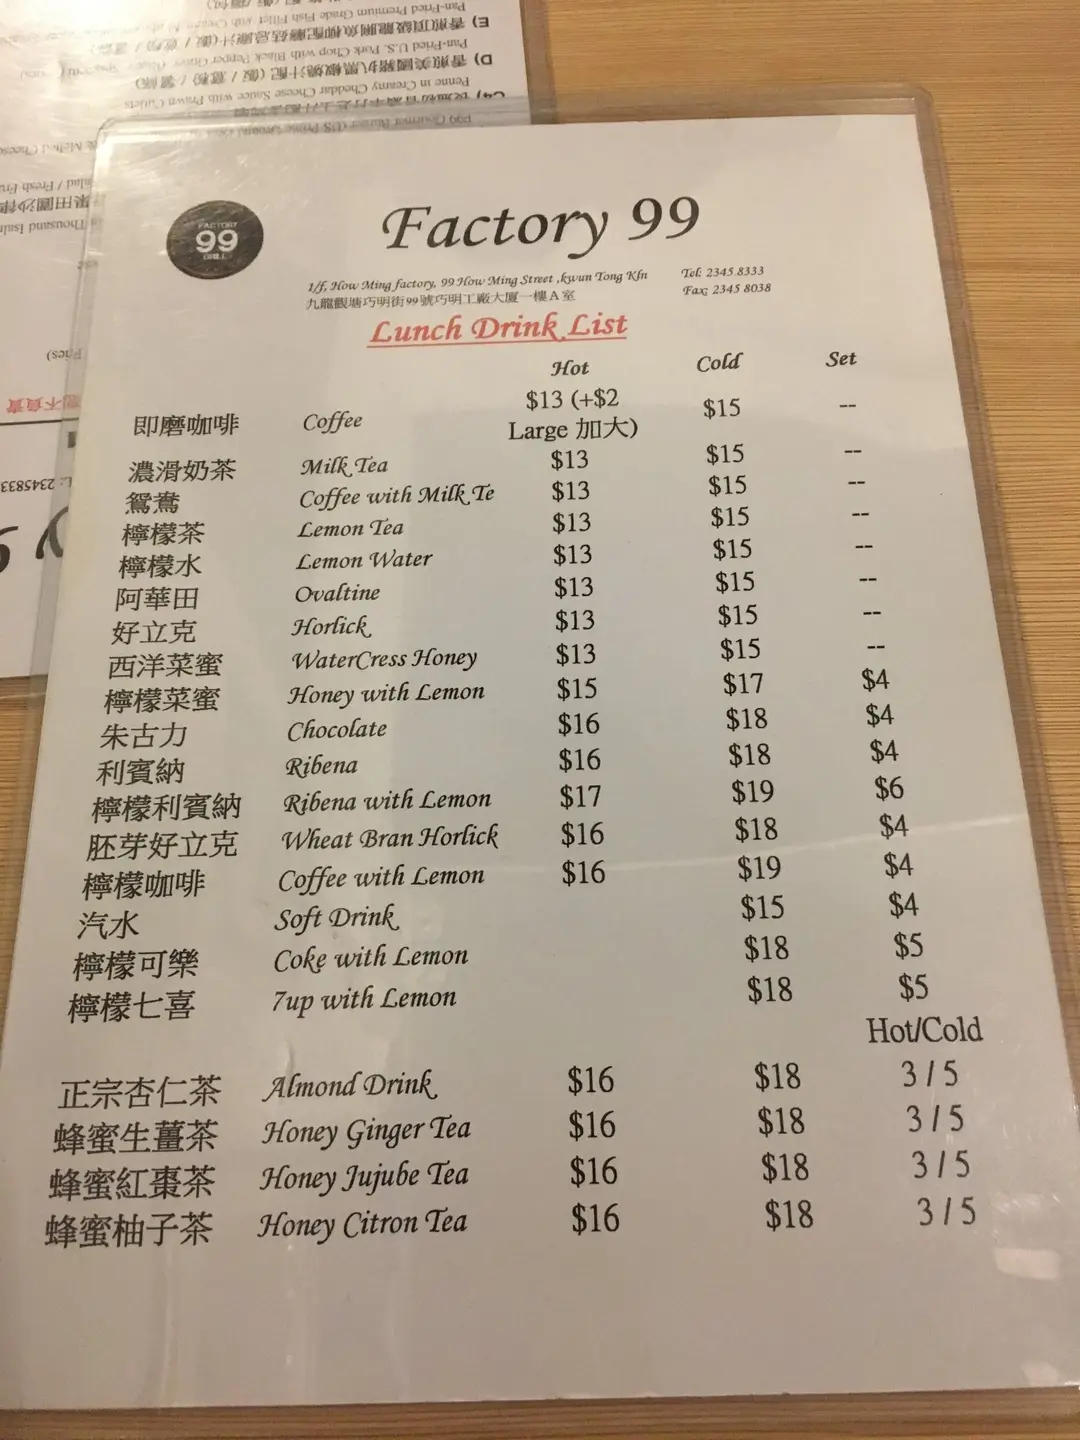 FACTORY
99
GRILL
Factory 99
1/f, How Ming factory, 99 How Ming Street ,kwun Tong Kln Tel: 2345 8333
九龍觀塘巧明街99號巧明工廠大廈一樓A室 Fax: 2345 8038
Lunch Drink List
Hot Cold Set
即磨咖啡 Coffee $13 (+$2 Large 加大) $15 --
濃滑奶茶 Milk Tea $13 $15 --
鴛鴦 Coffee with Milk Te $13 $15 --
檸檬茶 Lemon Tea $13 $15 --
檸檬水 Lemon Water $13 $15 --
阿華田 Ovaltine $13 $15 --
好立克 Horlick $13 $15 --
西洋菜蜜 WaterCress Honey $13 $15 --
檸檬菜蜜 Honey with Lemon $15 $17 $4
朱古力 Chocolate $16 $18 $4
利賓納 Ribena $16 $18 $4
檸檬利賓納 Ribena with Lemon $17 $19 $6
胚芽好立克 Wheat Bran Horlick $16 $18 $4
檸檬咖啡 Coffee with Lemon $16 $19 $4
汽水 Soft Drink $15 $4
檸檬可樂 Coke with Lemon $18 $5
檸檬七喜 7up with Lemon $18 $5
Hot/Cold
正宗杏仁茶 Almond Drink $16 $18 3 / 5
蜂蜜生薑茶 Honey Ginger Tea $16 $18 3 / 5
蜂蜜紅棗茶 Honey Jujube Tea $16 $18 3 / 5
蜂蜜柚子茶 Honey Citron Tea $16 $18 3 / 5